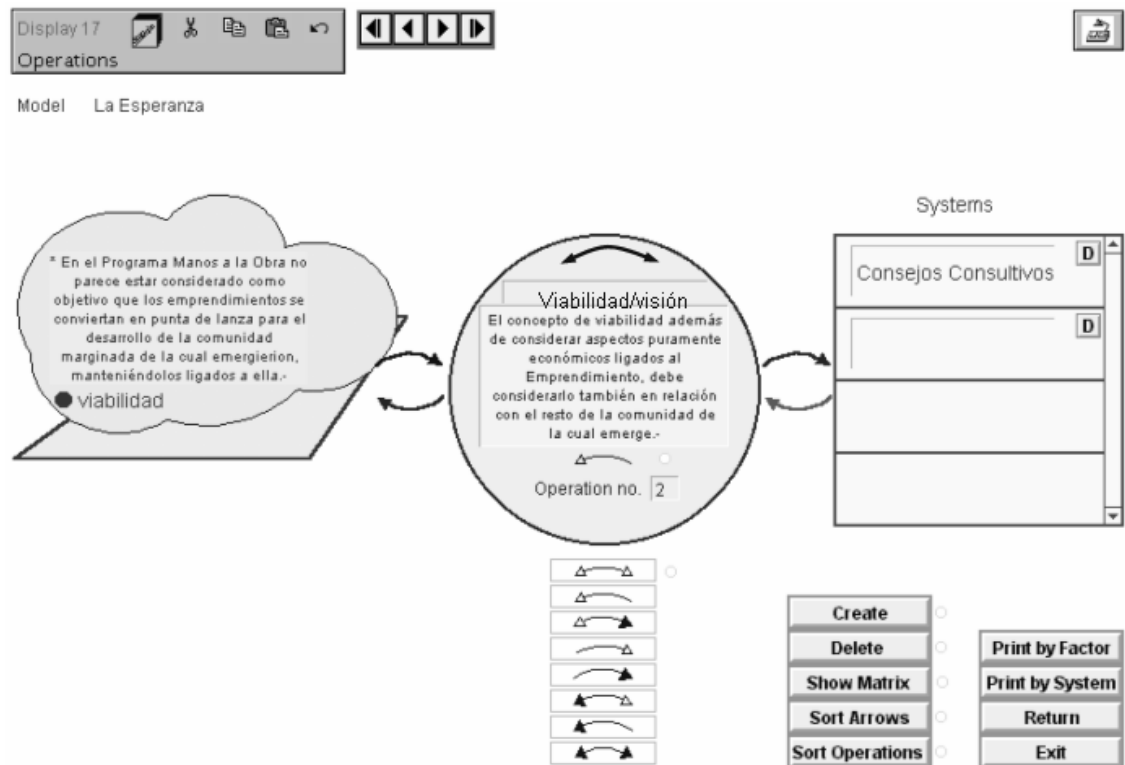 Display 17
Operations
Model La Esperanza
* En el Programa Manos a la Obra no
parece estar considerado como
objetivo que los emprendimientos se
conviertan en punta de lanza para el
desarrollo de la comunidad
marginada de la cual emergierion,
manteniéndolos ligados a ella.-
viabilidad
Viabilidad/visión
El concepto de viabilidad además
de considerar aspectos puramente
económicos ligados al
Emprendimiento, debe
considerarlo también en relación
con el resto de la comunidad de
la cual emerge.-
Operation no. 2
Systems
Consejos Consultivos D
D
Create
Delete
Show Matrix
Sort Arrows
Sort Operations
Print by Factor
Print by System
Return
Exit